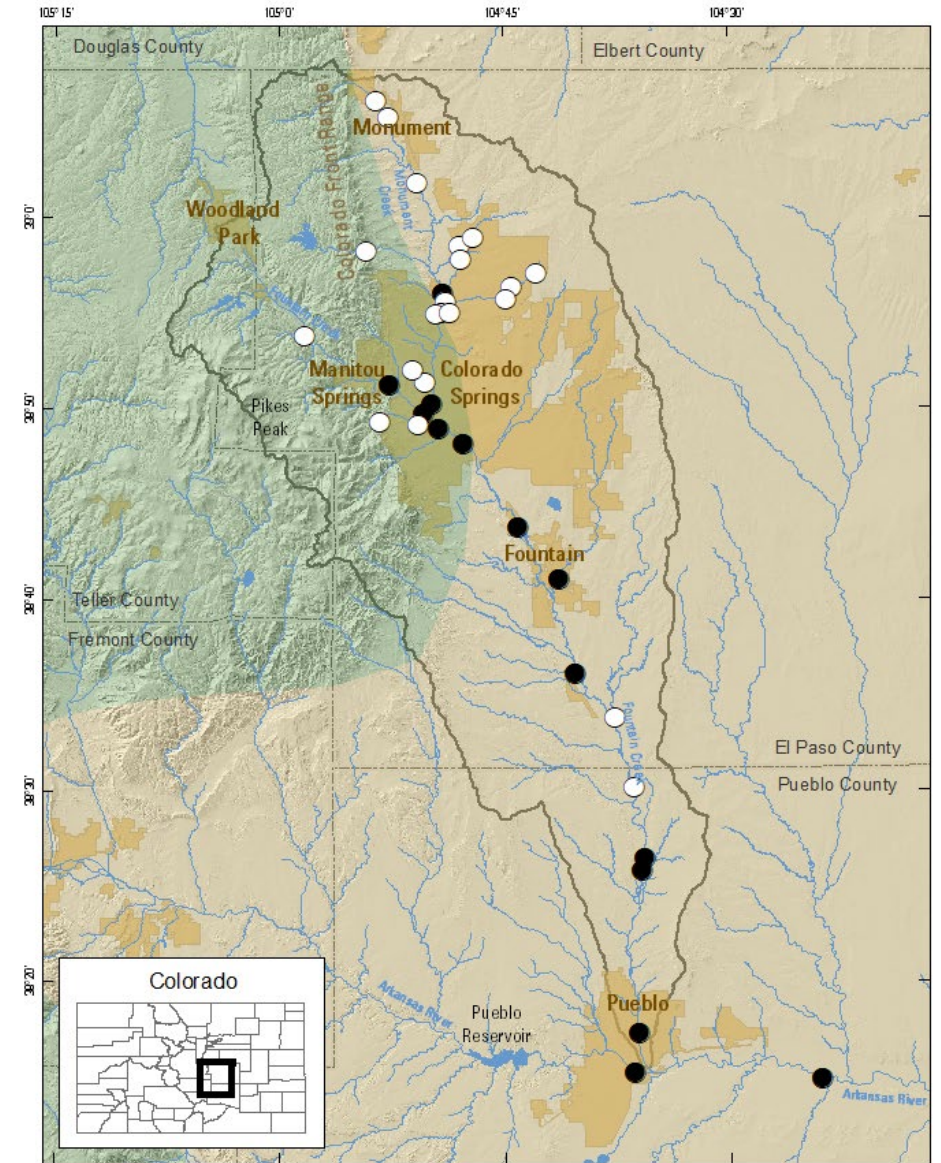 105°15'
105°0'
104°45'
104°30'
Douglas County
Elbert County
Monument
Colorado Front Range
Monument
Creek
Woodland
Park
39°0'
Fountain Creek
Manitou
Springs
Colorado
Springs
38°50'
Pikes
Peak
Fountain
38°40'
Teller County
Fremont County
Fountain Creek
El Paso County
Pueblo County
38°30'
38°20'
Colorado
Arkansas River
Pueblo
Reservoir
Pueblo
Arkansas River